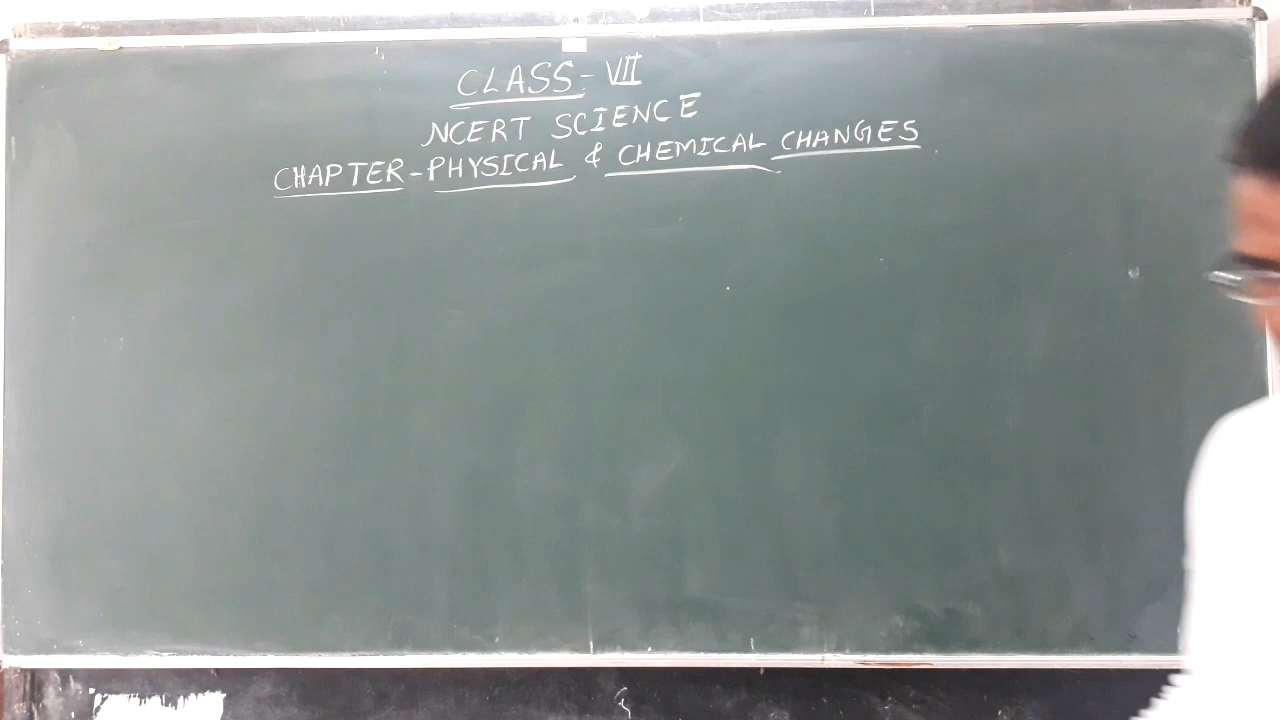 CLASS- VII
NCERT SCIENCE
CHAPTER-PHYSICAL & CHEMICAL CHANGES